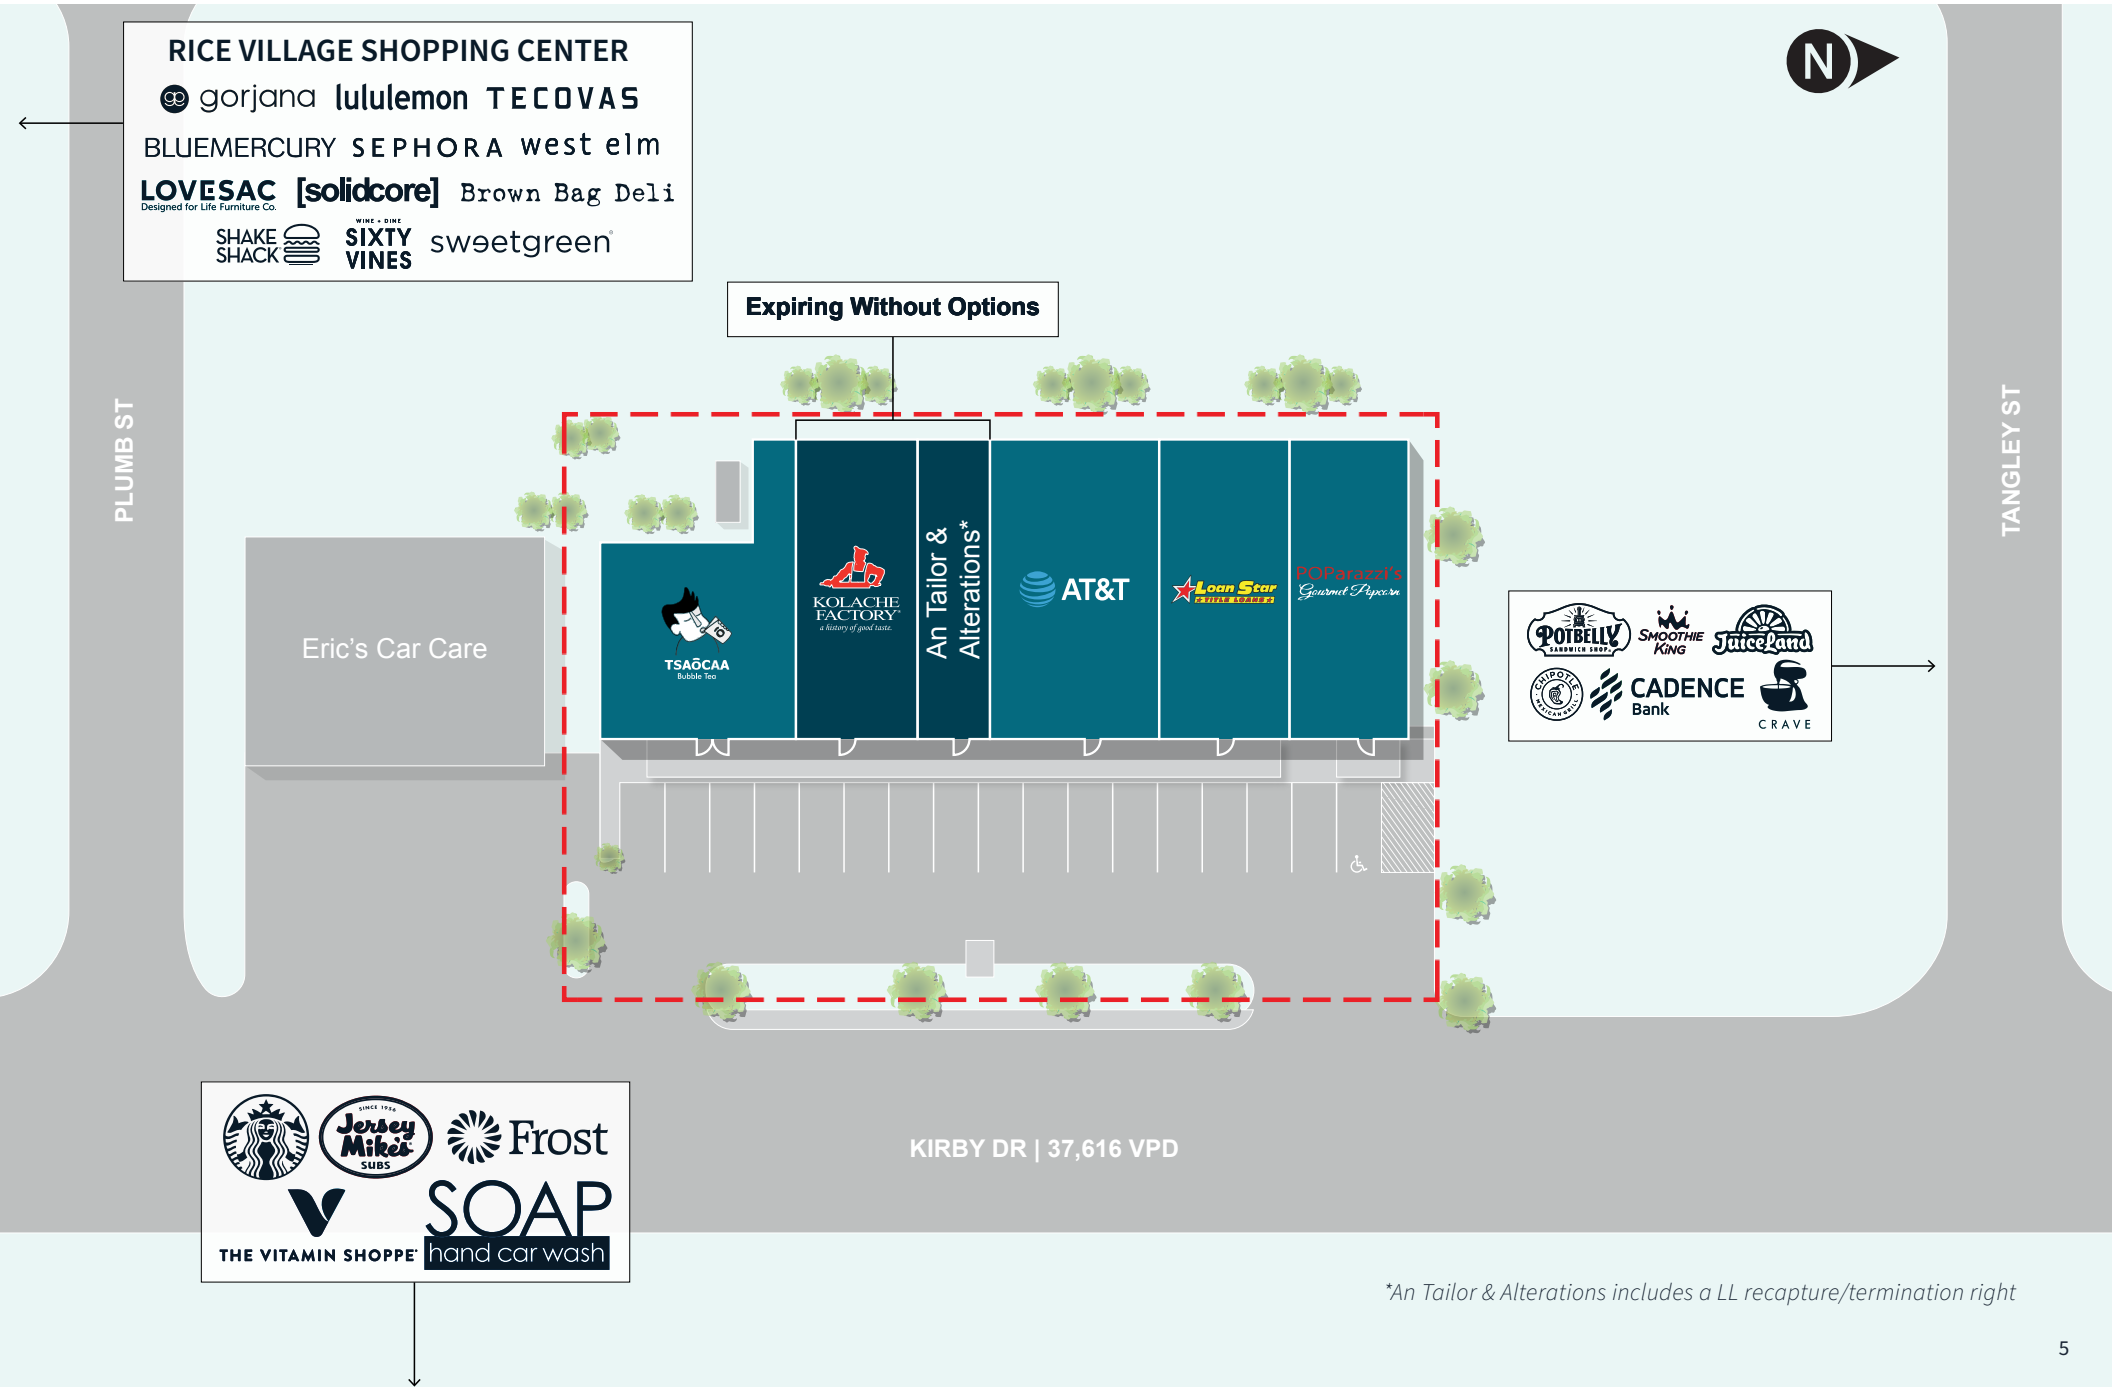 RICE VILLAGE SHOPPING CENTER
gorjana lululemon TECOVAS
BLUEMERCURY SEPHORA west elm
LOVESAC [solidcore] Brown Bag Deli
Designed for Life Furniture Co.
SHAKE SHACK
WINE + DINE
SIXTY VINES
sweetgreen
N
Expiring Without Options
PLUMB ST
TANGLEY ST
Eric's Car Care
TSAôCAA
Bubble Tea
KOLACHE
FACTORY
a history of good taste.
An Tailor &
Alterations*
AT&T
Loan Star
TITLE LOANS
POParazzi's
Gourmet Popcorn
POTBELLY
SANDWICH SHOP
SMOOTHIE
KING
JuiceLand
CHIPOTLE
MEXICAN GRILL
CADENCE
Bank
CRAVE
SINCE 1956
Jersey
Mike's
SUBS
Frost
THE VITAMIN SHOPPE
SOAP
hand car wash
KIRBY DR | 37,616 VPD
*An Tailor & Alterations includes a LL recapture/termination right
5